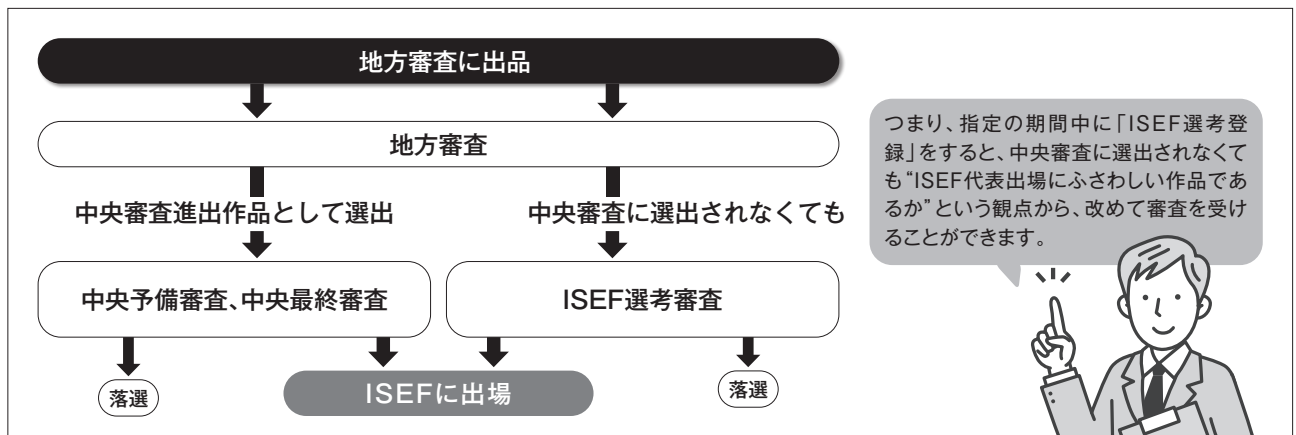 地方審査に出品
地方審査
中央審査進出作品として選出
中央審査に選出されなくても
中央予備審査、中央最終審査
ISEF選考審査
落選
ISEFに出場
落選
つまり、指定の期間中に「ISEF選考登
録」をすると、中央審査に選出されなくて
も“ISEF代表出場にふさわしい作品であ
るか”という観点から、改めて審査を受け
ることができます。